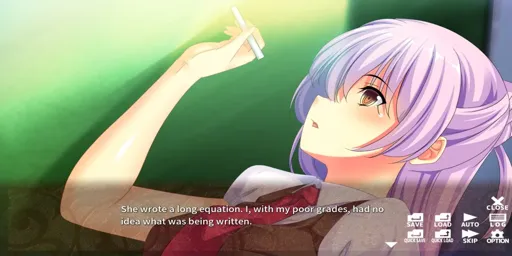 She wrote a long equation. I, with my poor grades, had no
idea what was being written.
CLOSE
SAVE LOAD AUTO LOG
QUICK SAVE QUICK LOAD SKIP OPTION